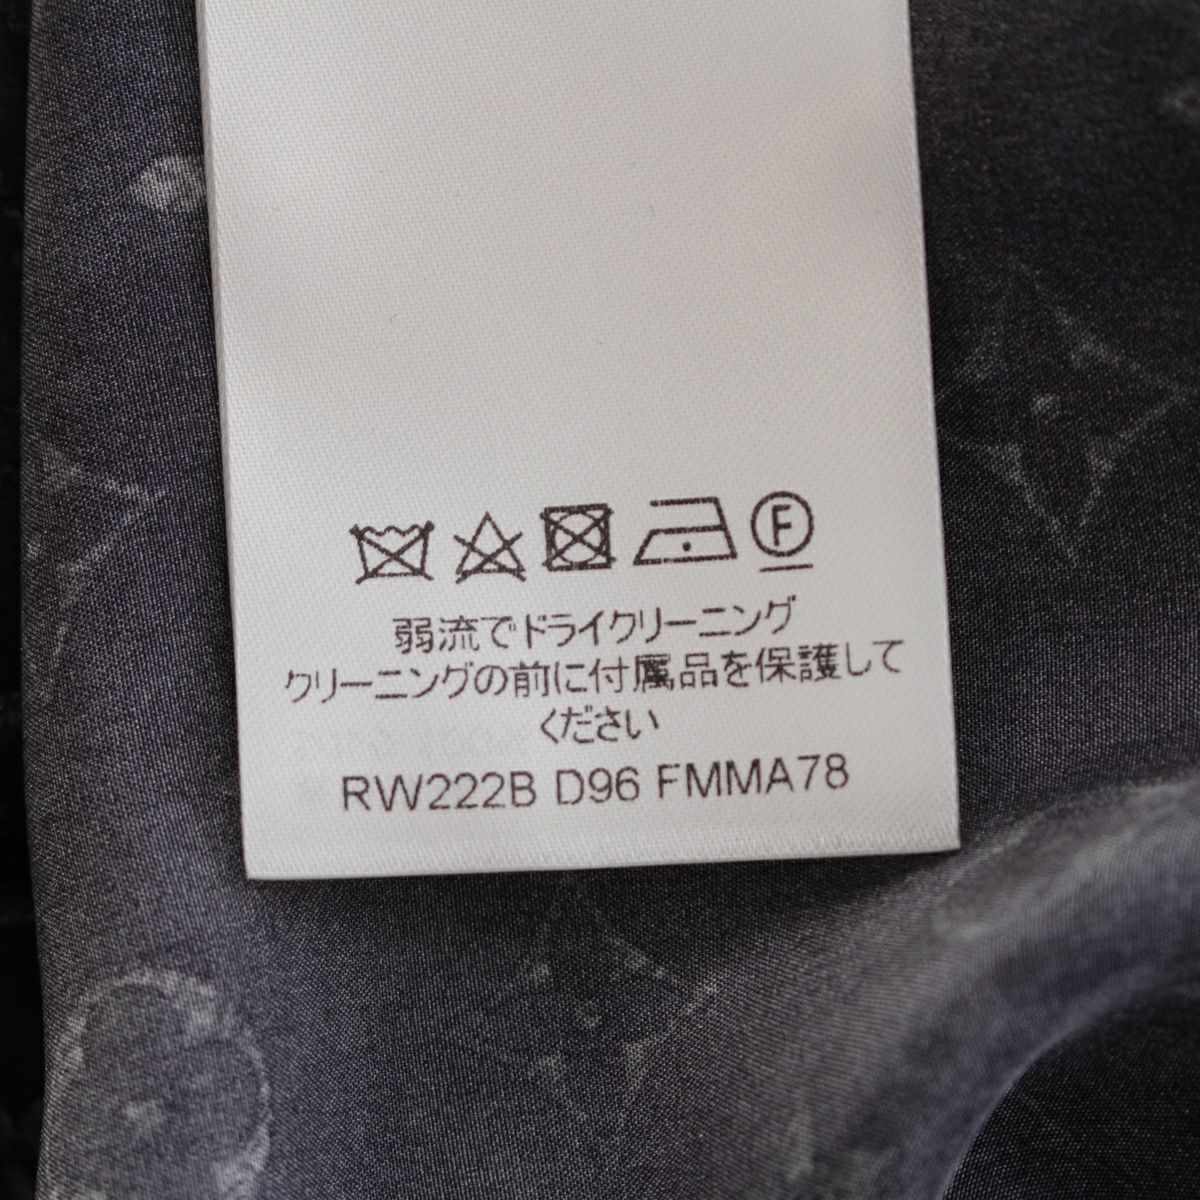 F
弱流でドライクリーニング
クリーニングの前に付属品を保護して
ください
RW222B D96 FMMA78